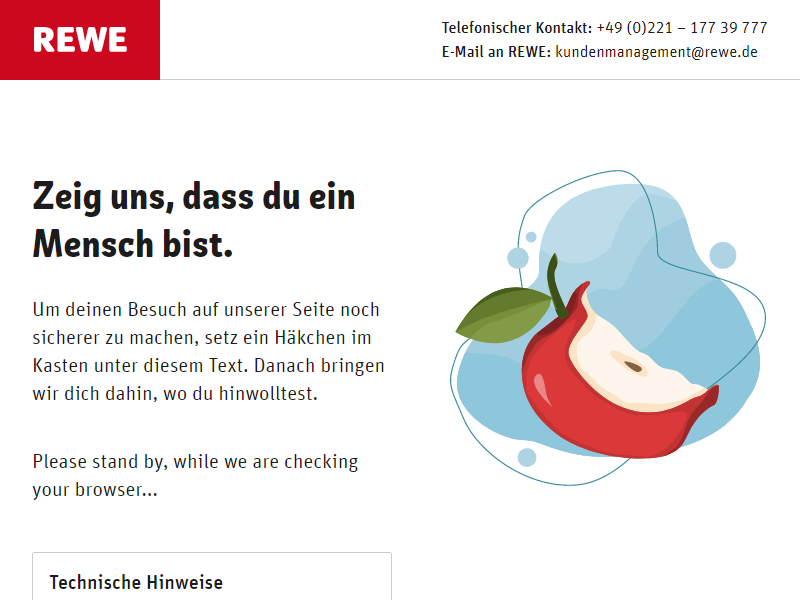 REWE
Telefonischer Kontakt: +49 (0)221 – 177 39 777
E-Mail an REWE: kundenmanagement@rewe.de
Zeig uns, dass du ein
Mensch bist.
Um deinen Besuch auf unserer Seite noch
sicherer zu machen, setz ein Häkchen im
Kasten unter diesem Text. Danach bringen
wir dich dahin, wo du hinwolltest.
Please stand by, while we are checking
your browser...
Technische Hinweise